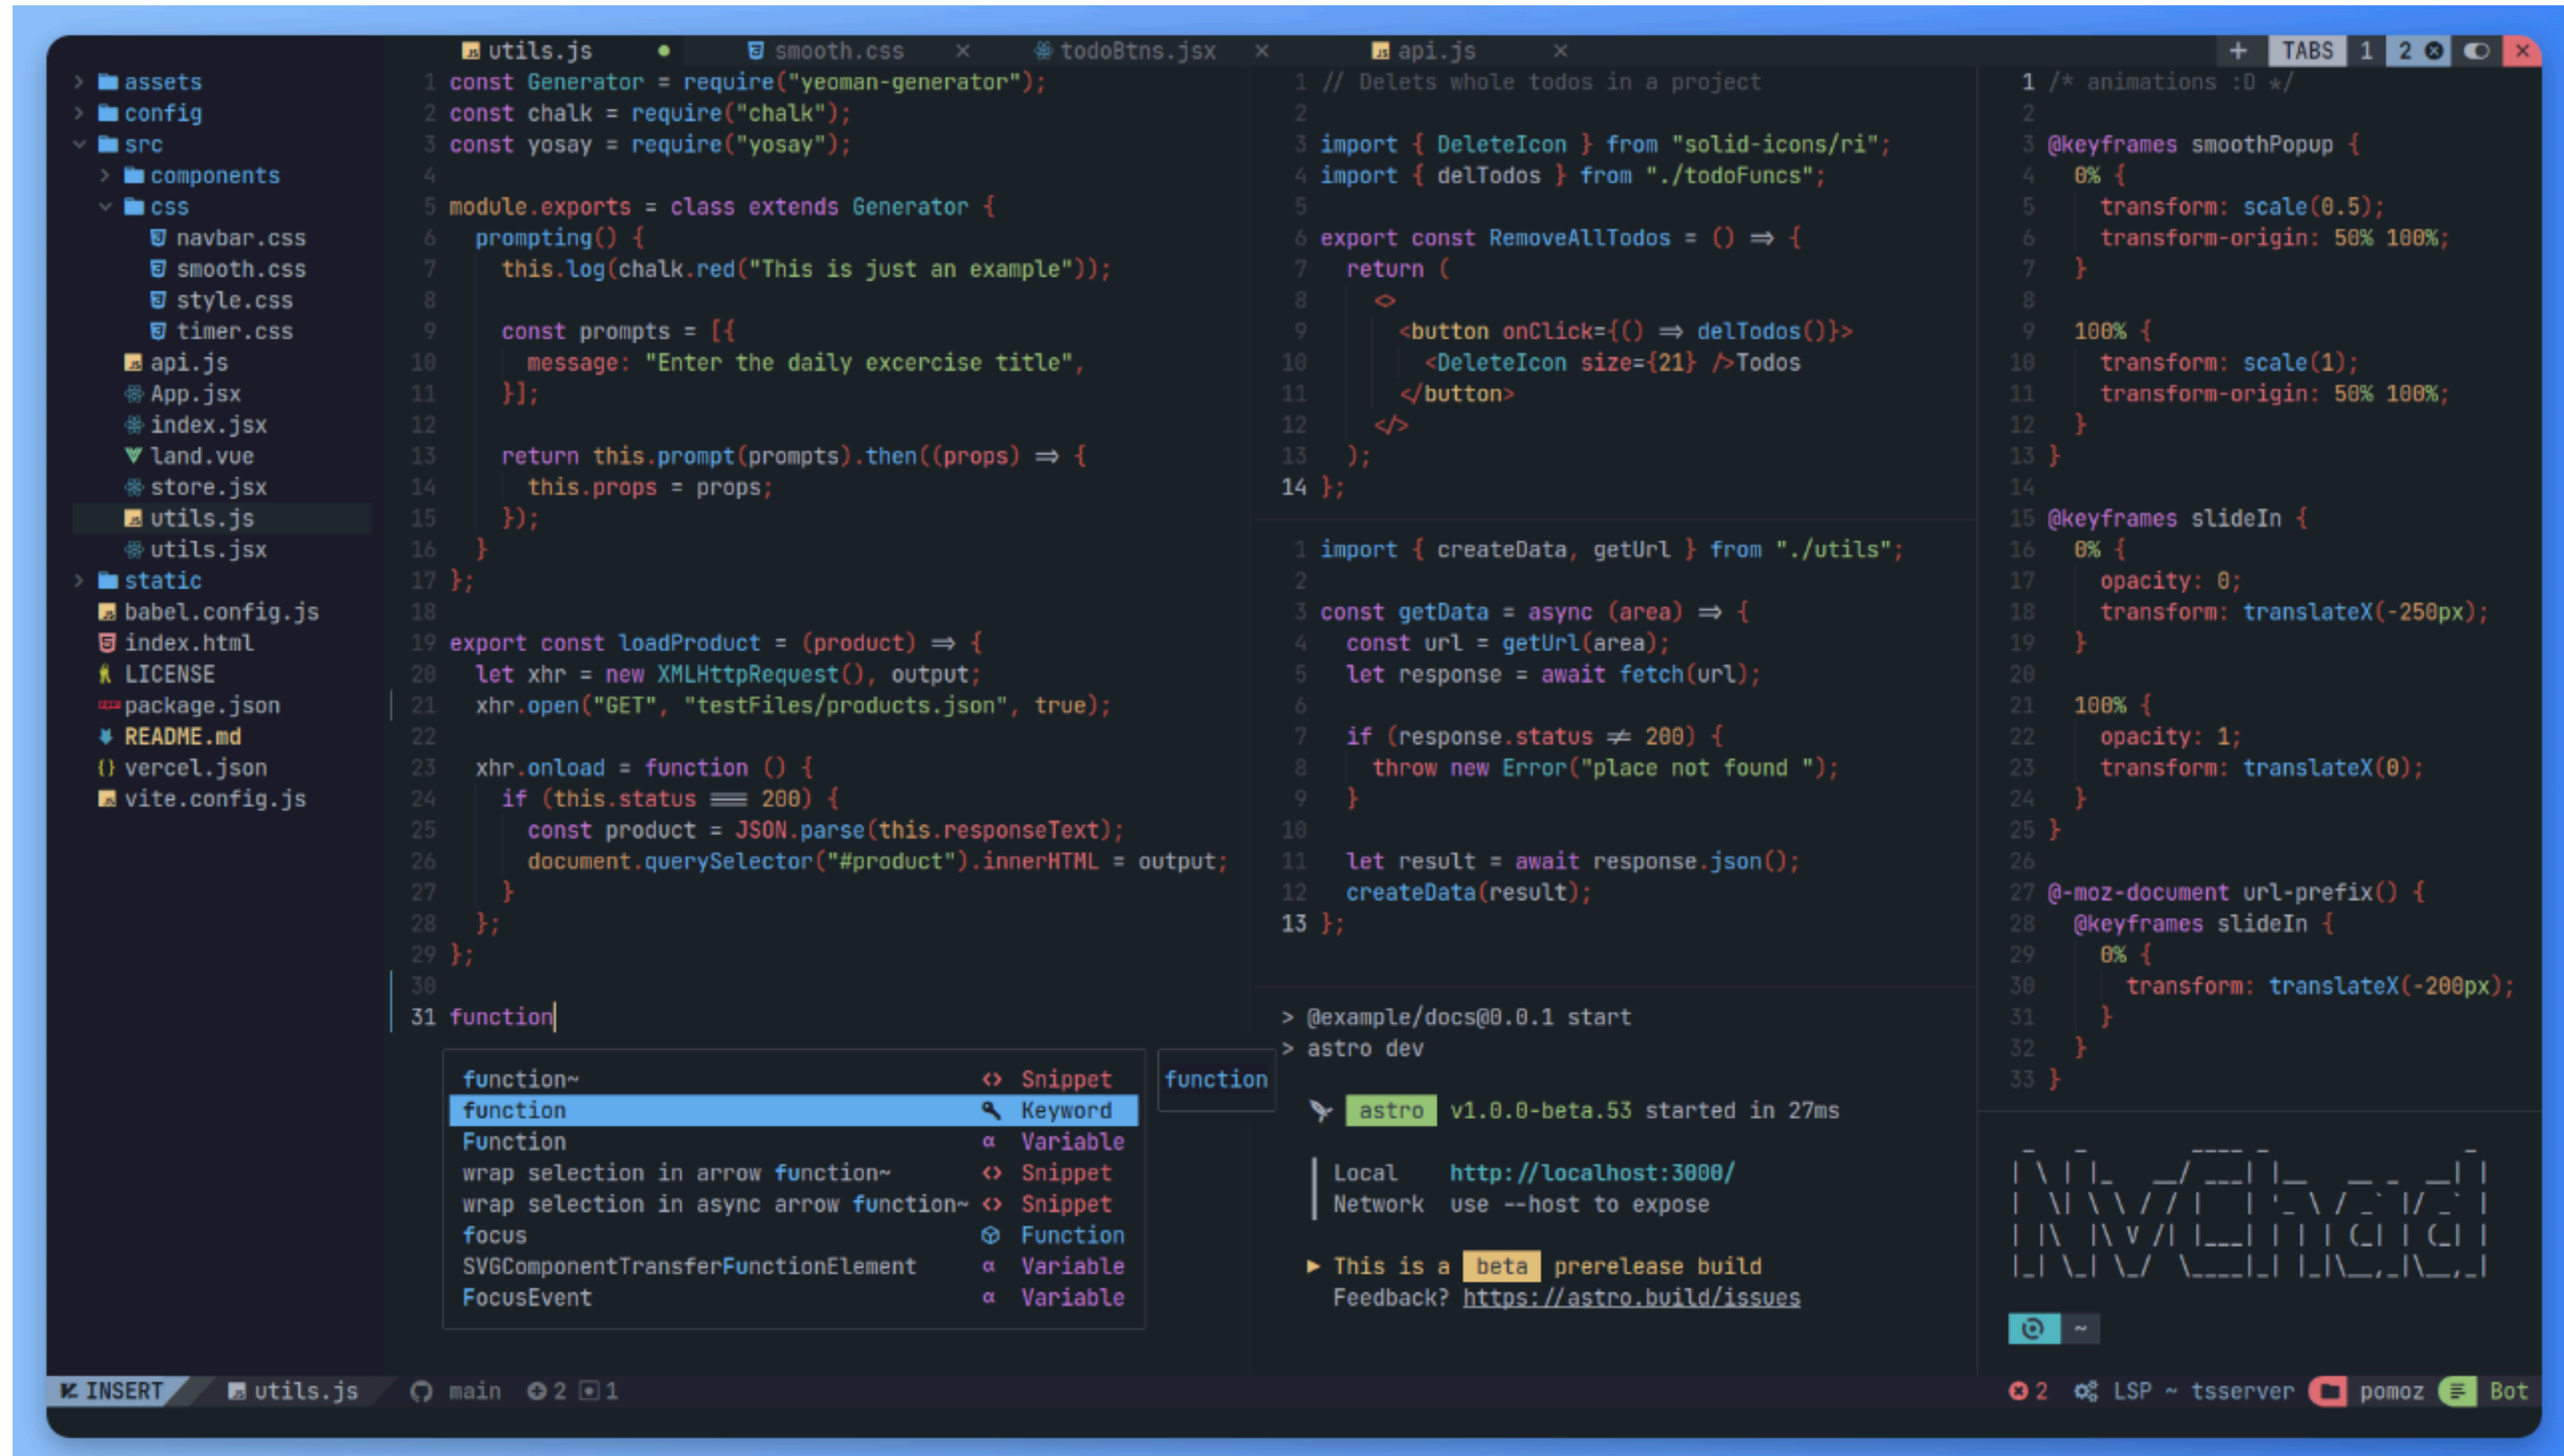 utils.js smooth.css × todoBtns.jsx × api.js × + TABS 1 2 ×
assets
config
src
components
css
navbar.css
smooth.css
style.css
timer.css
api.js
App.jsx
index.jsx
land.vue
store.jsx
utils.js
utils.jsx
static
babel.config.js
index.html
LICENSE
package.json
README.md
vercel.json
vite.config.js
1 const Generator = require("yeoman-generator");
2 const chalk = require("chalk");
3 const yosay = require("yosay");
4
5 module.exports = class extends Generator {
6 prompting() {
7 this.log(chalk.red("This is just an example"));
8
9 const prompts = [{
10 message: "Enter the daily excercise title",
11 }];
12
13 return this.prompt(prompts).then((props) ⇒ {
14 this.props = props;
15 });
16 }
17 };
18
19 export const loadProduct = (product) ⇒ {
20 let xhr = new XMLHttpRequest(), output;
21 xhr.open("GET", "testFiles/products.json", true);
22
23 xhr.onload = function () {
24 if (this.status === 200) {
25 const product = JSON.parse(this.responseText);
26 document.querySelector("#product").innerHTML = output;
27 }
28 };
29 };
30
31 function
function~ <> Snippet
function Keyword
Function α Variable
wrap selection in arrow function~ <> Snippet
wrap selection in async arrow function~ <> Snippet
focus Function
SVGComponentTransferFunctionElement α Variable
FocusEvent α Variable
function
1 // Delets whole todos in a project
2
3 import { DeleteIcon } from "solid-icons/ri";
4 import { delTodos } from "./todoFuncs";
5
6 export const RemoveAllTodos = () ⇒ {
7 return (
8 <>
9 <button onClick={() ⇒ delTodos()}>
10 <DeleteIcon size={21} />Todos
11 </button>
12 </>
13 );
14 };
1 import { createData, getUrl } from "./utils";
2
3 const getData = async (area) ⇒ {
4 const url = getUrl(area);
5 let response = await fetch(url);
6
7 if (response.status ≠ 200) {
8 throw new Error("place not found ");
9 }
10
11 let result = await response.json();
12 createData(result);
13 };
> @example/docs@0.0.1 start
> astro dev
astro v1.0.0-beta.53 started in 27ms
Local http://localhost:3000/
Network use --host to expose
▶ This is a beta prerelease build
Feedback? https://astro.build/issues
1 /* animations :D */
2
3 @keyframes smoothPopup {
4 0% {
5 transform: scale(0.5);
6 transform-origin: 50% 100%;
7 }
8
9 100% {
10 transform: scale(1);
11 transform-origin: 50% 100%;
12 }
13 }
14
15 @keyframes slideIn {
16 0% {
17 opacity: 0;
18 transform: translateX(-250px);
19 }
20
21 100% {
22 opacity: 1;
23 transform: translateX(0);
24 }
25 }
26
27 @-moz-document url-prefix() {
28 @keyframes slideIn {
29 0% {
30 transform: translateX(-200px);
31 }
32 }
33 }
NvChad
~
INSERT utils.js main 2 1 2 LSP ~ tsserver pomoz Bot